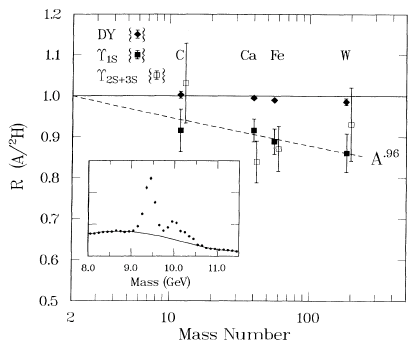 1.2
1.1
1.0
0.9
0.8
0.7
0.6
0.5
R (A/²H)
DY
ϒ1S
ϒ2S+3S
C
Ca
Fe
W
A.96
8.0 9.0 10.0 11.0
Mass (GeV)
2 10 100
Mass Number